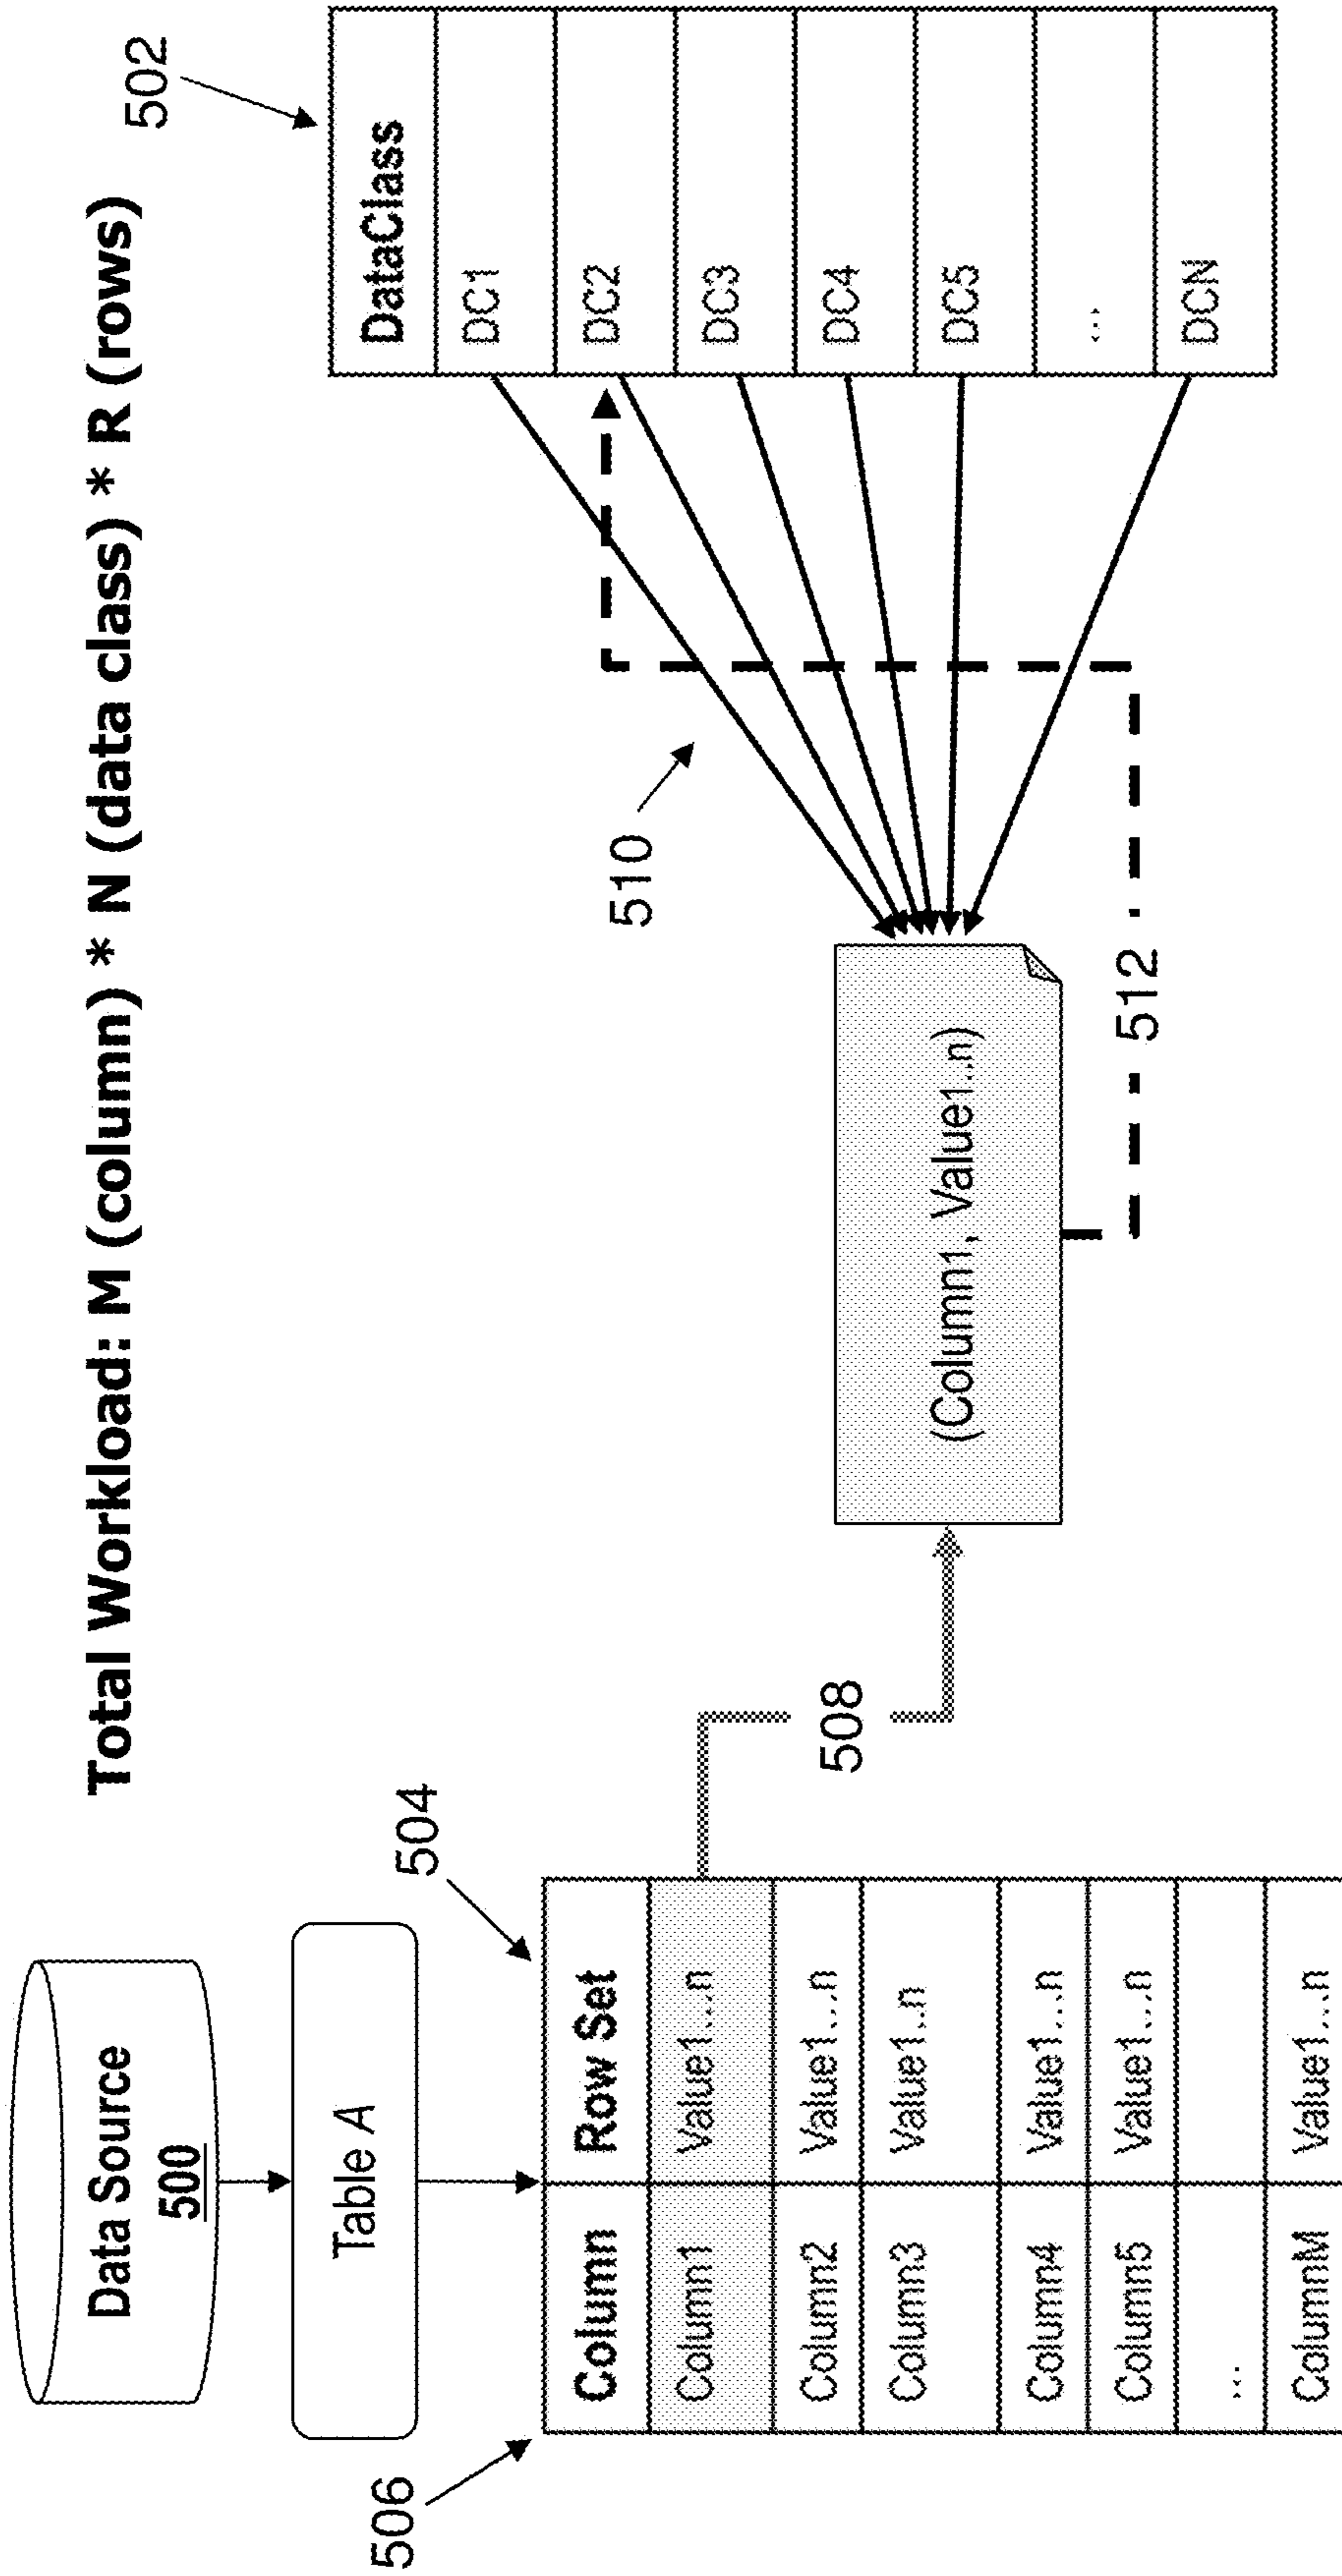 Total Workload: M (column) * N (data class) * R (rows)
Data Source
500
Table A
506
504
Column Row Set
Column1 Value1...n
Column2 Value1...n
Column3 Value1..n
Column4 Value1...n
Column5 Value1...n
...
ColumnM Value1...n
508
(Column1, Value1..n)
510
512
502
DataClass
DC1
DC2
DC3
DC4
DC5
...
DCN